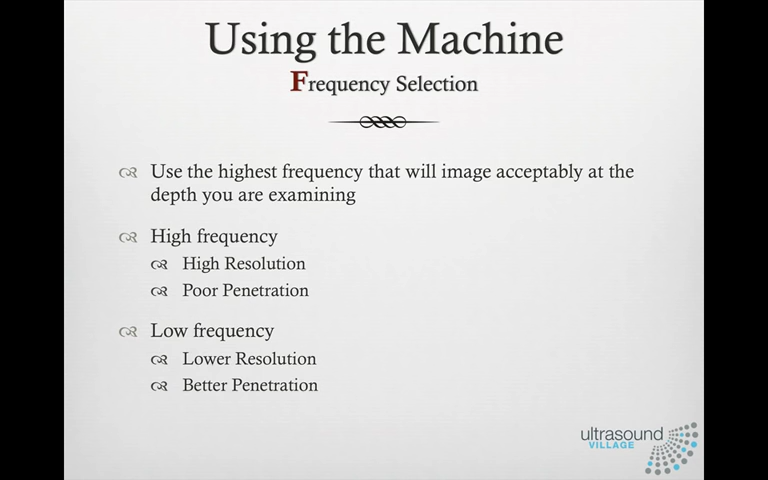 Using the Machine
Frequency Selection
Use the highest frequency that will image acceptably at the
depth you are examining
High frequency
High Resolution
Poor Penetration
Low frequency
Lower Resolution
Better Penetration
ultrasound
VILLAGE